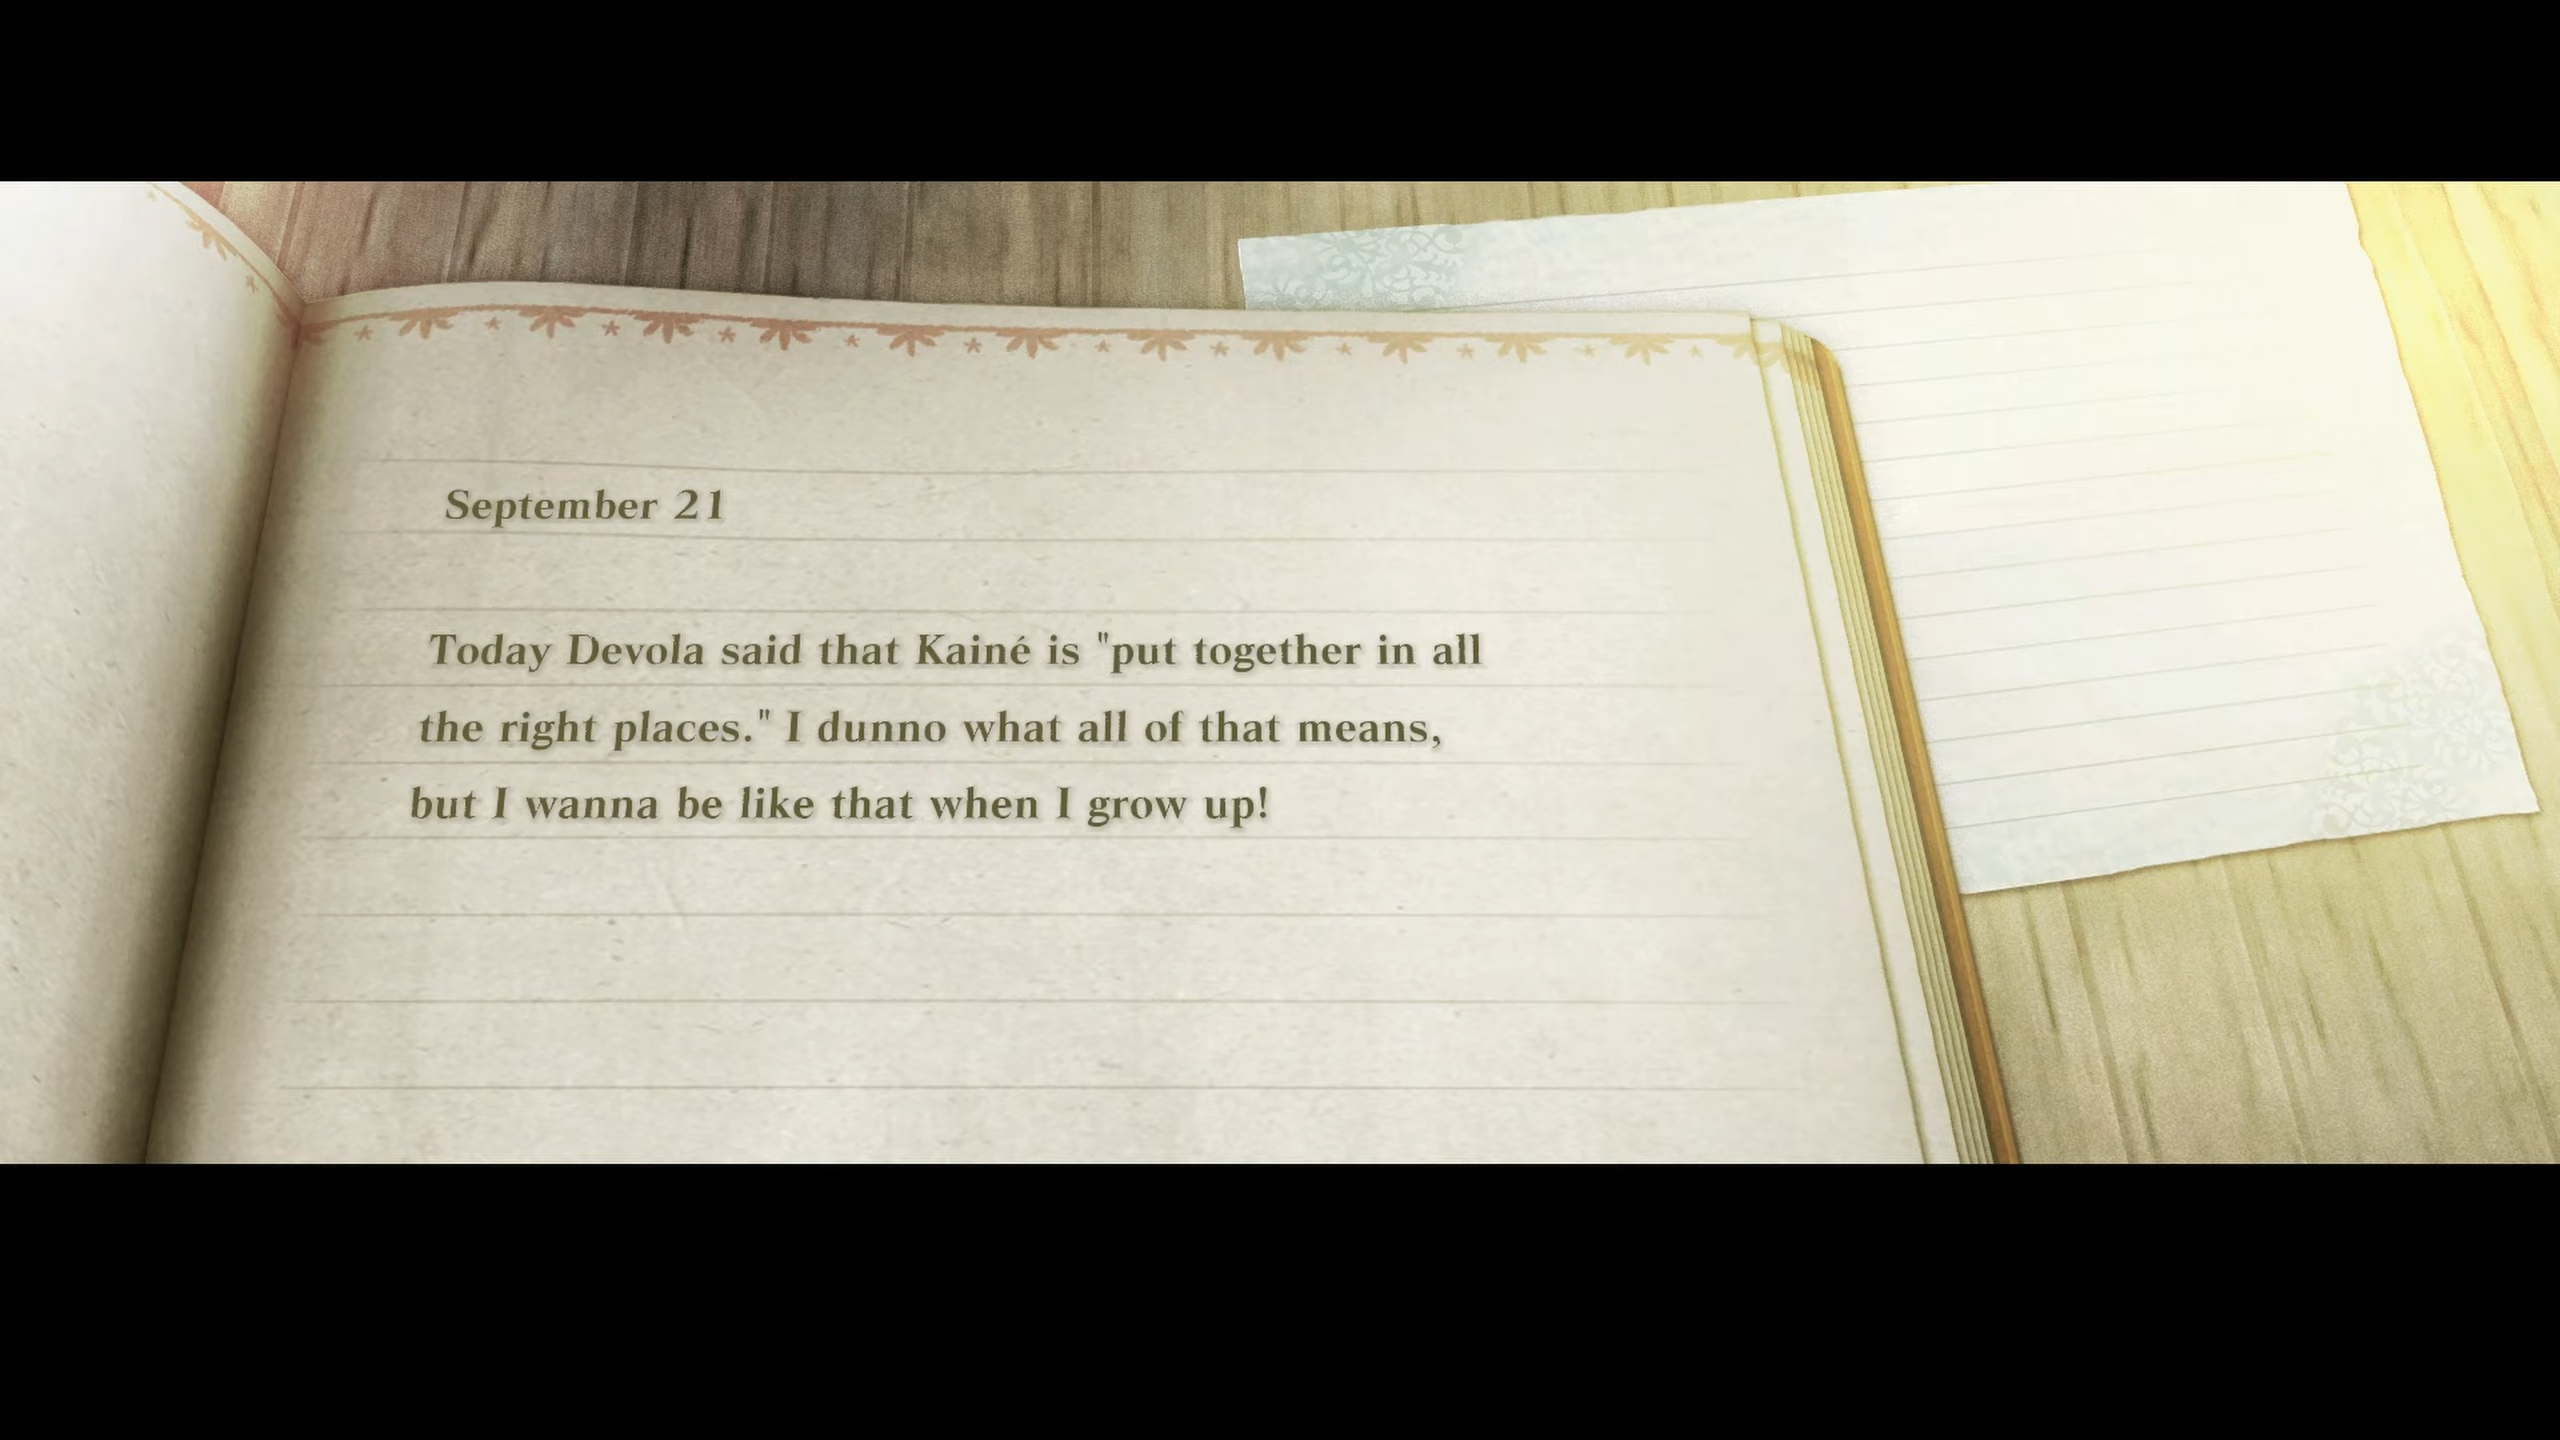 September 21
Today Devola said that Kainé is "put together in all
the right places." I dunno what all of that means,
but I wanna be like that when I grow up!